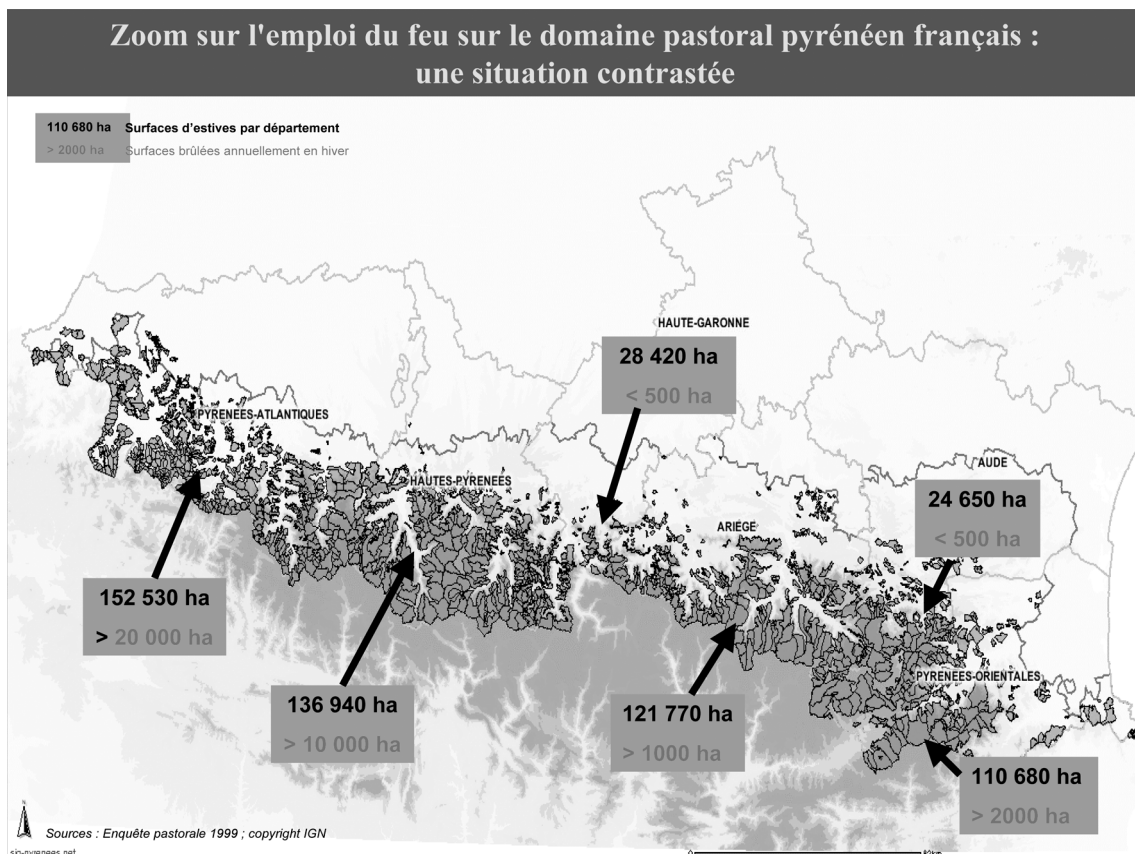 Zoom sur l'emploi du feu sur le domaine pastoral pyrénéen français :
une situation contrastée
110 680 ha Surfaces d'estives par département
> 2000 ha Surfaces brûlées annuellement en hiver
HAUTE-GARONNE
28 420 ha
< 500 ha
PYRENEES-ATLANTIQUES
HAUTES-PYRENEES
AUDE
24 650 ha
< 500 ha
ARIEGE
152 530 ha
> 20 000 ha
136 940 ha
> 10 000 ha
121 770 ha
> 1000 ha
PYRENEES-ORIENTALES
110 680 ha
> 2000 ha
N
Sources : Enquête pastorale 1999 ; copyright IGN
sig-pyrenees.net
0